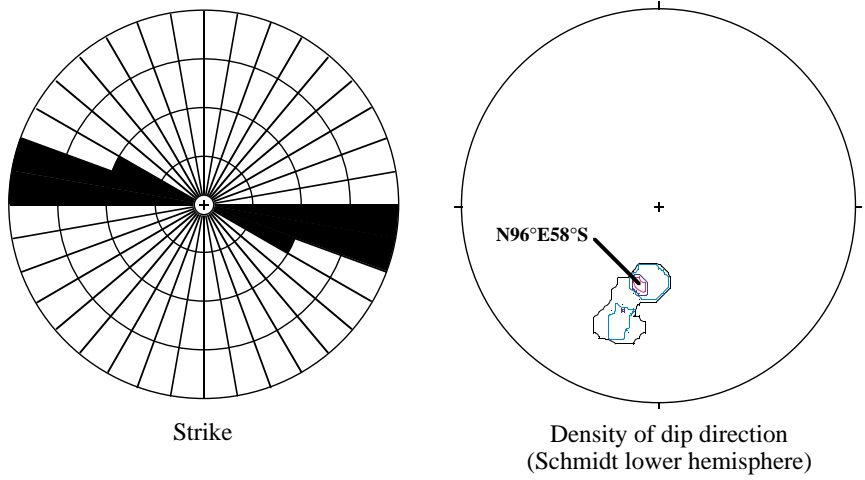 N96°E58°S
Strike
Density of dip direction
(Schmidt lower hemisphere)